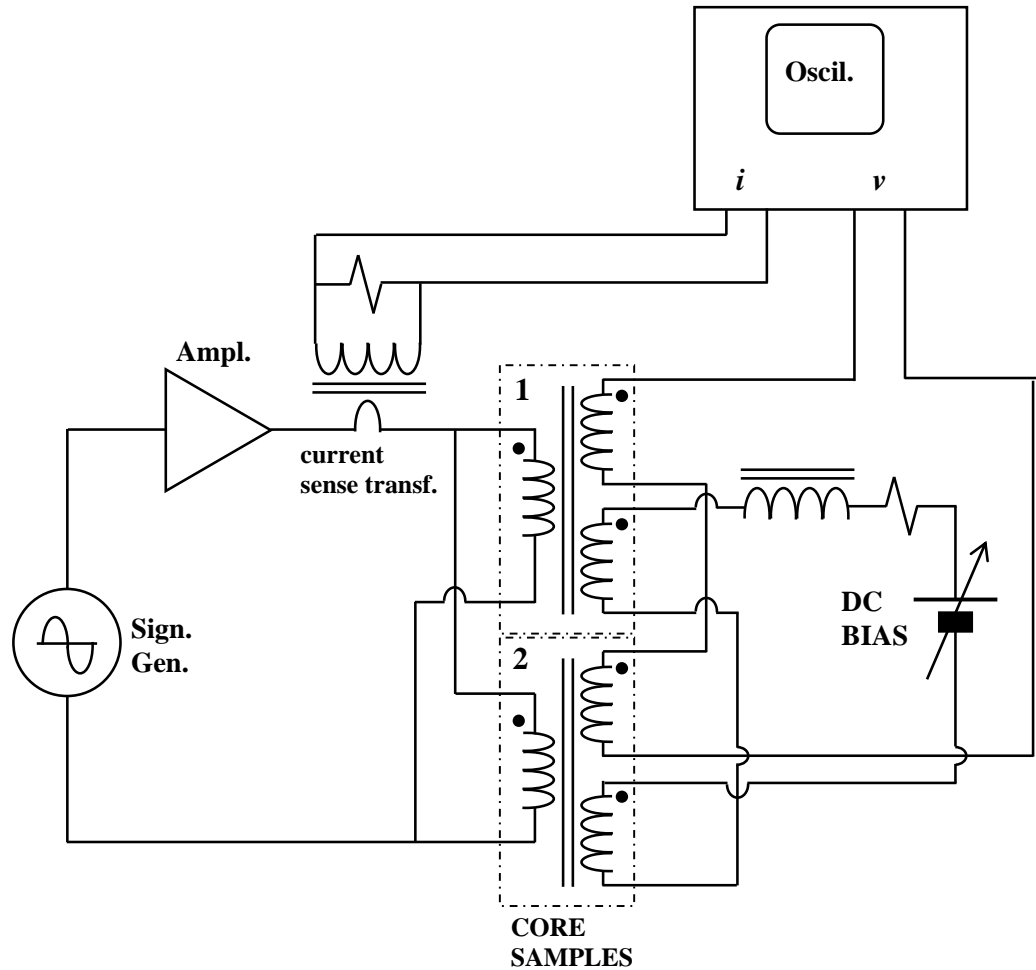 Oscil.
i
v
Ampl.
current
sense transf.
1
Sign.
Gen.
DC
BIAS
2
CORE
SAMPLES